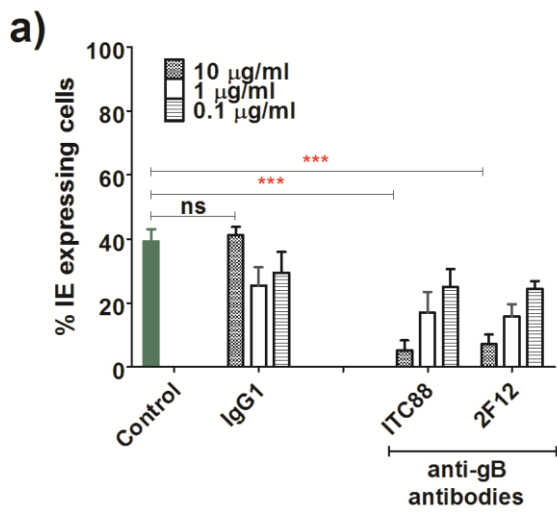 a)
100
80
60
40
20
0
% IE expressing cells
10 µg/ml
1 µg/ml
0.1 µg/ml
***
***
ns
Control
IgG1
ITC88
2F12
anti-gB
antibodies